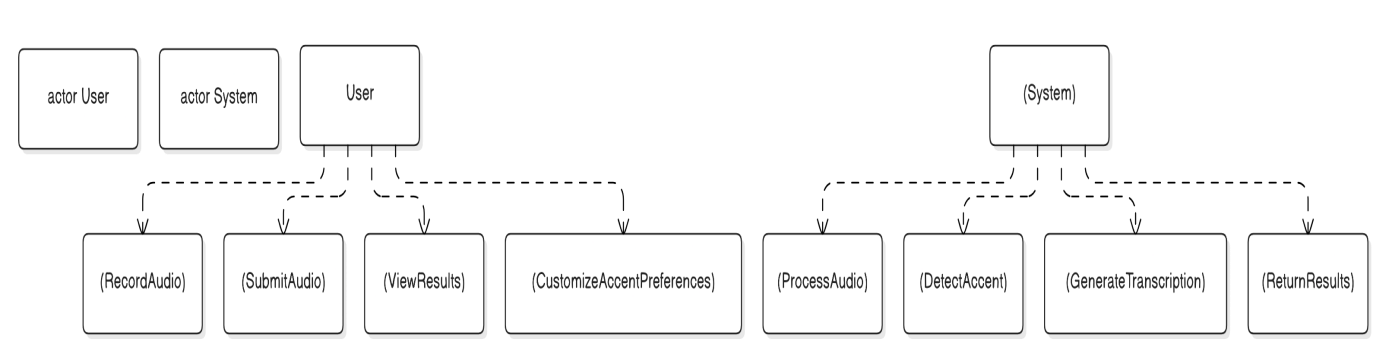 actor User
actor System
User
(System)
(RecordAudio)
(SubmitAudio)
(ViewResults)
(CustomizeAccentPreferences)
(ProcessAudio)
(DetectAccent)
(GenerateTranscription)
(ReturnResults)